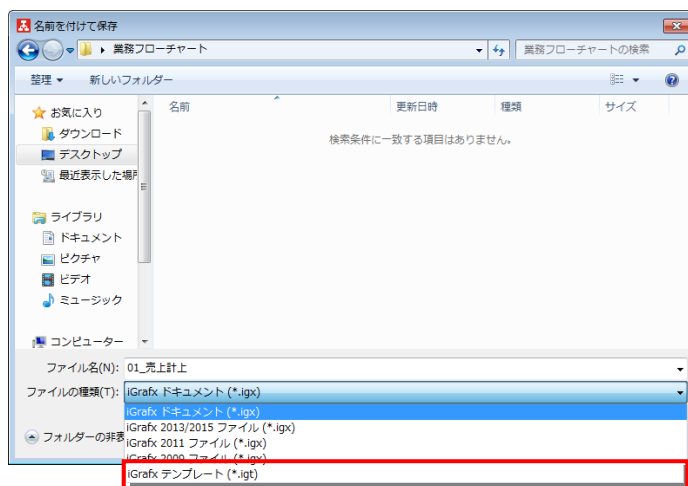 名前を付けて保存
業務フローチャート
業務フローチャートの検索
整理
新しいフォルダー
お気に入り
ダウンロード
デスクトップ
最近表示した場所
ライブラリ
ドキュメント
ピクチャ
ビデオ
ミュージック
コンピューター
名前 更新日時 種類 サイズ
検索条件に一致する項目はありません。
ファイル名(N): 01_売上計上
ファイルの種類(T): iGrafx ドキュメント (*.igx)
iGrafx ドキュメント (*.igx)
iGrafx 2013/2015 ファイル (*.igx)
iGrafx 2011 ファイル (*.igx)
iGrafx 2009 ファイル (*.igx)
iGrafx テンプレート (*.igt)
フォルダーの非表